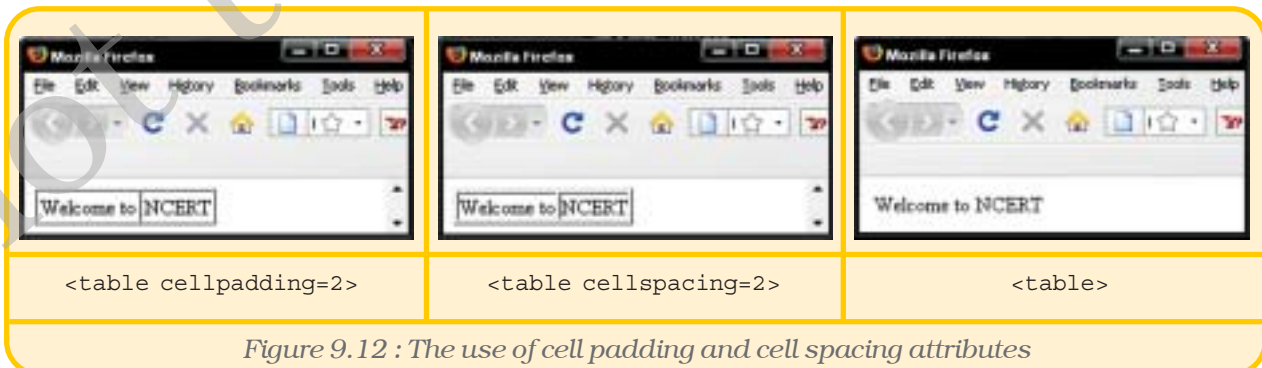 Mozilla Firefox
File Edit View History Bookmarks Tools Help
Welcome to NCERT
<table cellpadding=2>
Mozilla Firefox
File Edit View History Bookmarks Tools Help
Welcome to NCERT
<table cellspacing=2>
Mozilla Firefox
File Edit View History Bookmarks Tools Help
Welcome to NCERT
<table>
Figure 9.12 : The use of cell padding and cell spacing attributes
not